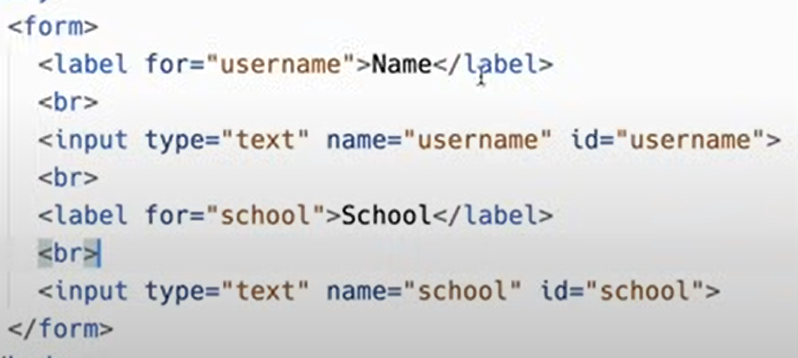 <form>
<label for="username">Name</label>
<br>
<input type="text" name="username" id="username">
<br>
<label for="school">School</label>
<br>
<input type="text" name="school" id="school">
</form>